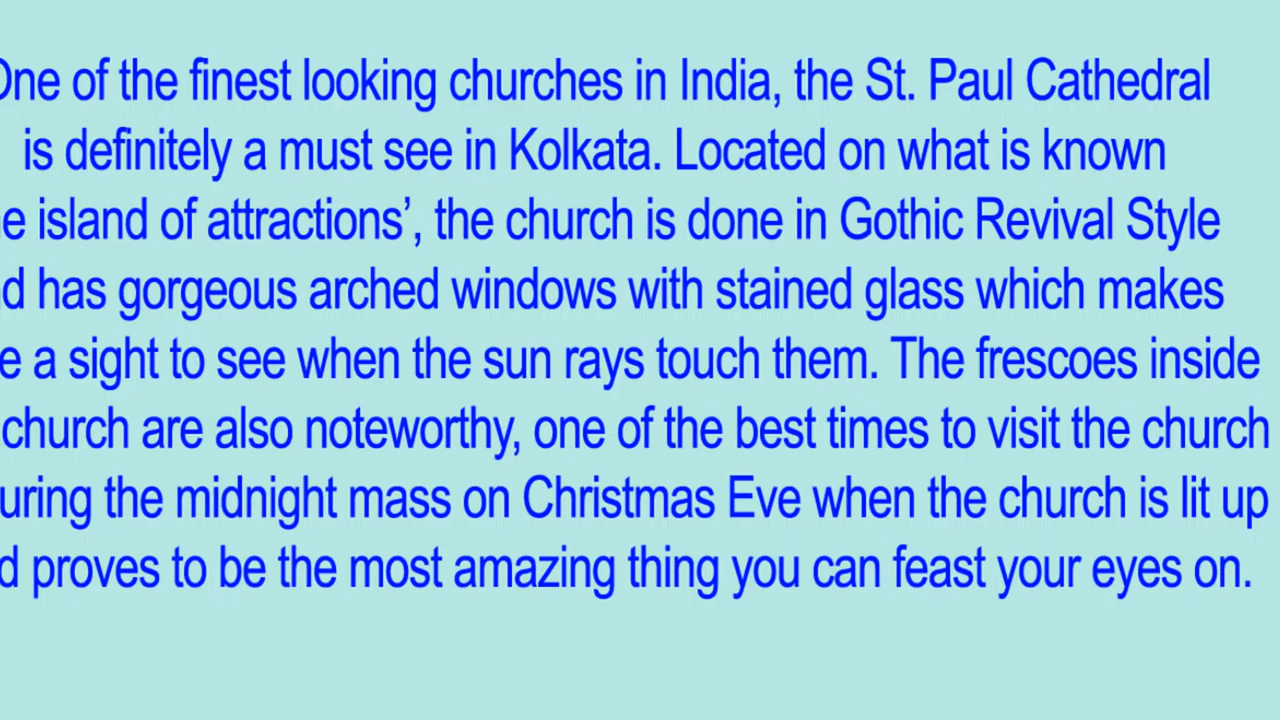 One of the finest looking churches in India, the St. Paul Cathedral
is definitely a must see in Kolkata. Located on what is known
island of attractions’, the church is done in Gothic Revival Style
has gorgeous arched windows with stained glass which makes
a sight to see when the sun rays touch them. The frescoes inside
church are also noteworthy, one of the best times to visit the church
the midnight mass on Christmas Eve when the church is lit up
proves to be the most amazing thing you can feast your eyes on.